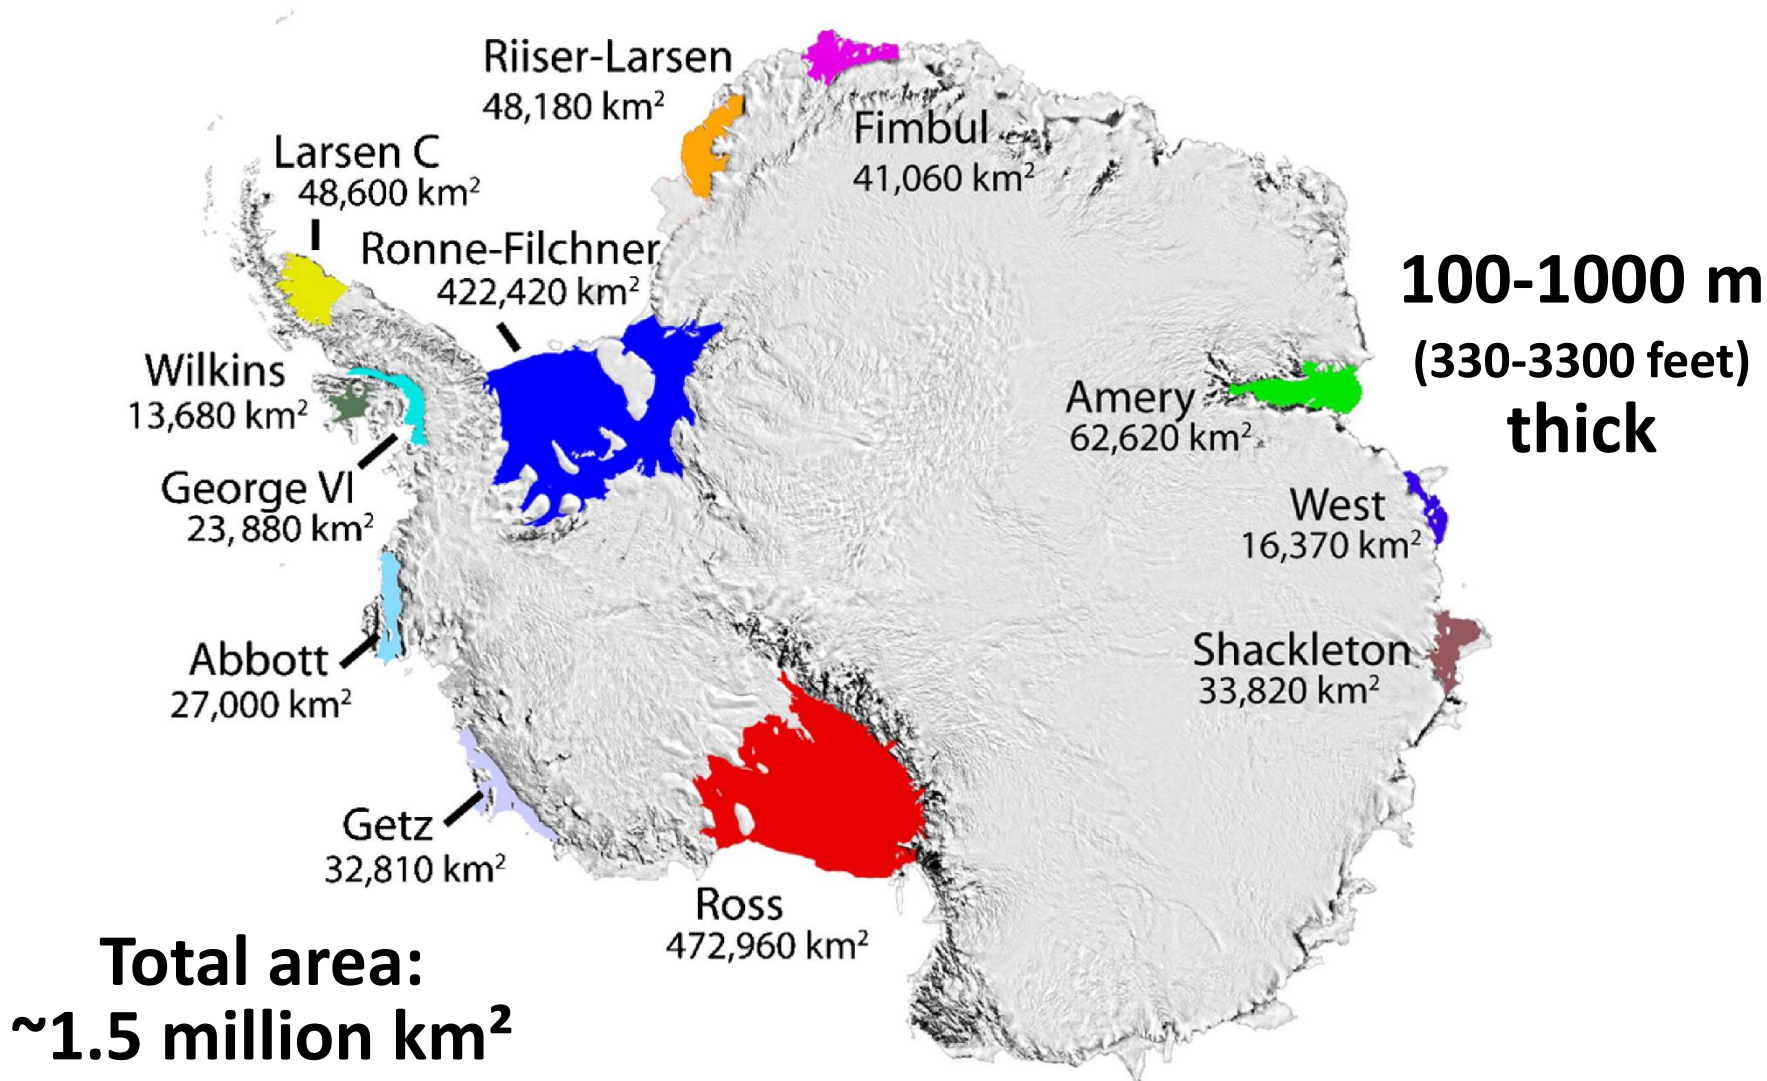 Riiser-Larsen
48,180 km²
Fimbul
41,060 km²
Larsen C
48,600 km²
Ronne-Filchner
422,420 km²
100-1000 m
(330-3300 feet)
thick
Wilkins
13,680 km²
Amery
62,620 km²
George VI
23,880 km²
West
16,370 km²
Abbott
27,000 km²
Shackleton
33,820 km²
Getz
32,810 km²
Ross
472,960 km²
Total area:
~1.5 million km²